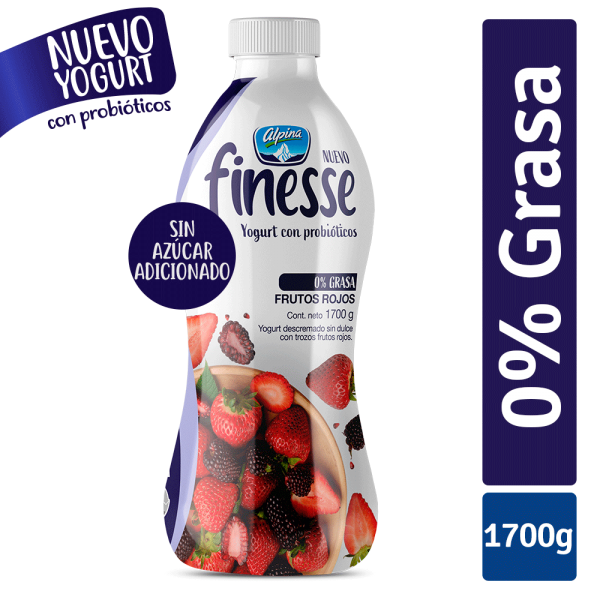 NUEVO
YOGURT
con probióticos
Alpina
NUEVO
finesse
Yogurt con probióticos
SIN
AZÚCAR
ADICIONADO
0% GRASA
FRUTOS ROJOS
Cont. neto 1700 g
Yogurt descremado sin dulce
con trozos frutos rojos.
0% Grasa
1700g